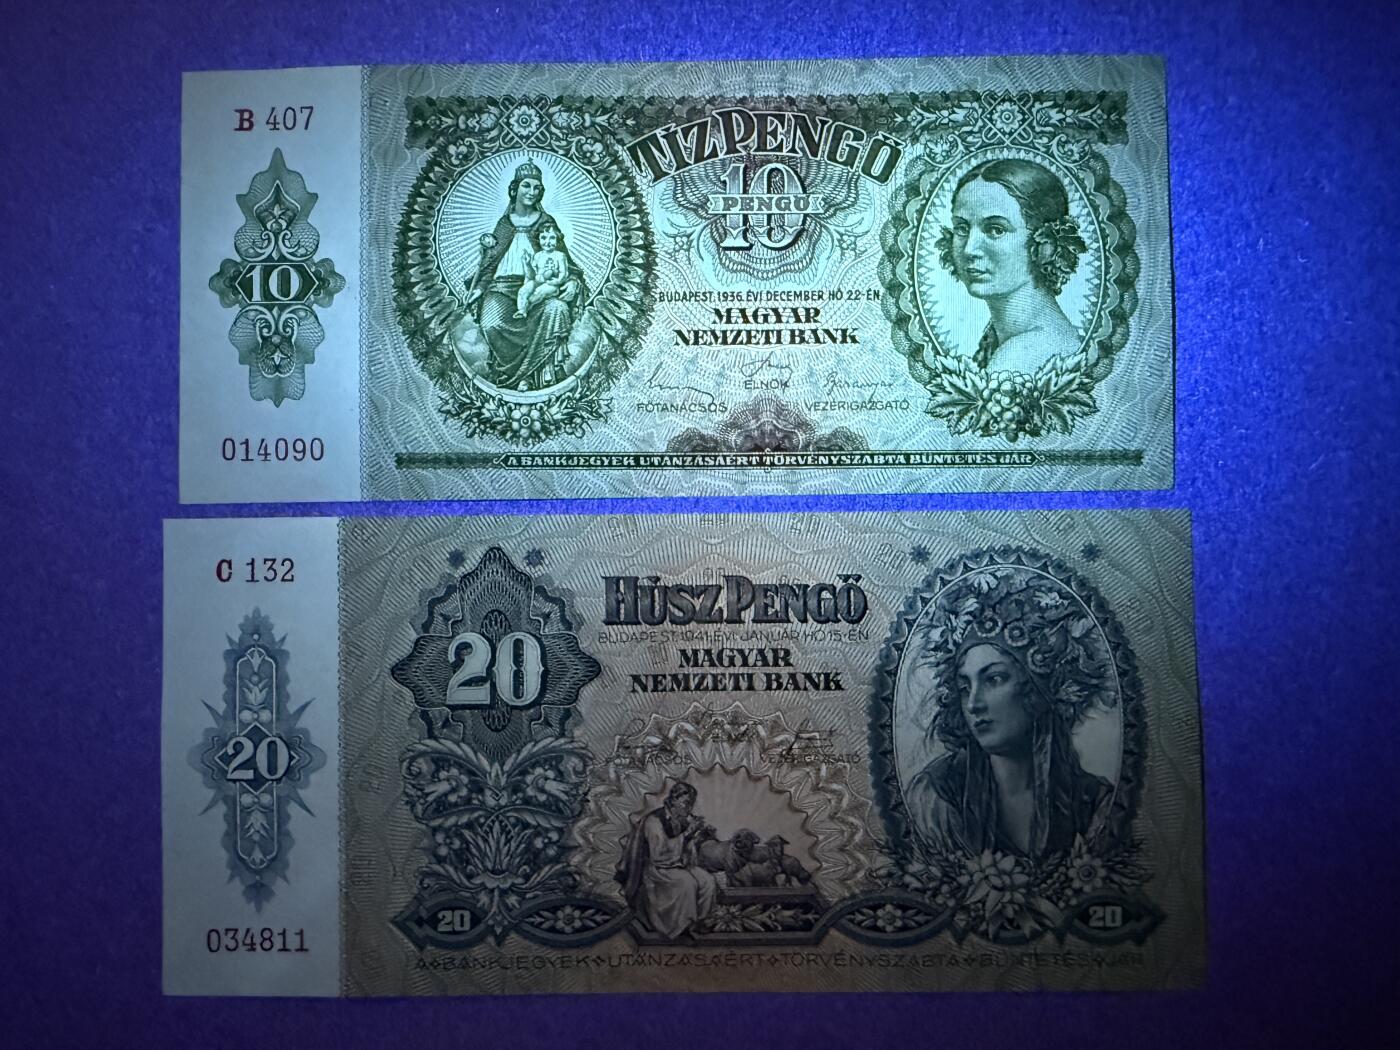 B 407
10
014090
TÍZ PENGŐ
10
PENGŐ
BUDAPEST, 1936. ÉVI DECEMBER HÓ 22-ÉN
MAGYAR
NEMZETI BANK
ELNÖK
FŐTANÁCSOS VEZÉRIGAZGATÓ
A BANKJEGYEK UTÁNZÁSÁÉRT TÖRVÉNYSZABTA BÜNTETÉS JÁR
C 132
20
034811
20
HÚSZ PENGŐ
BUDAPEST, 1941. ÉVI JANUÁR HÓ 15-ÉN
MAGYAR
NEMZETI BANK
FŐTANÁCSOS VEZÉRIGAZGATÓ
20 20
A BANKJEGYEK UTÁNZÁSÁÉRT TÖRVÉNYSZABTA BÜNTETÉS JÁR